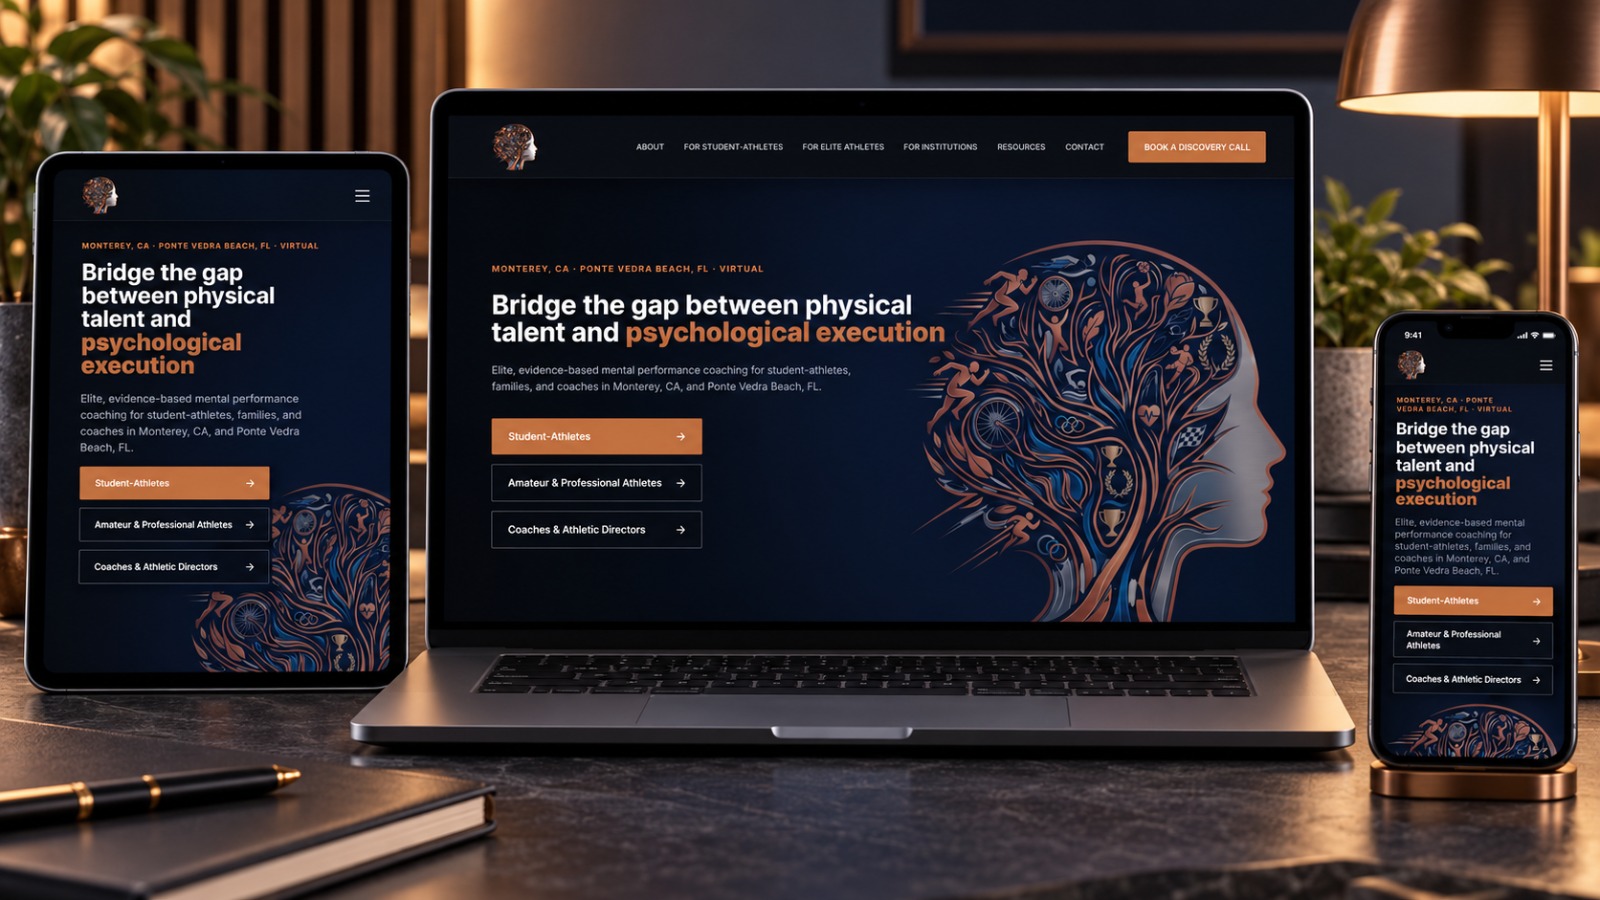 MONTEREY, CA · PONTE VEDRA BEACH, FL · VIRTUAL
Bridge the gap
between physical
talent and
psychological
execution
Elite, evidence-based mental performance
coaching for student-athletes, families, and
coaches in Monterey, CA, and Ponte Vedra
Beach, FL.
Student-Athletes →
Amateur & Professional Athletes →
Coaches & Athletic Directors →
ABOUT FOR STUDENT-ATHLETES FOR ELITE ATHLETES FOR INSTITUTIONS RESOURCES CONTACT BOOK A DISCOVERY CALL
MONTEREY, CA · PONTE VEDRA BEACH, FL · VIRTUAL
Bridge the gap between physical
talent and psychological execution
Elite, evidence-based mental performance coaching for student-athletes,
families, and coaches in Monterey, CA, and Ponte Vedra Beach, FL.
Student-Athletes →
Amateur & Professional Athletes →
Coaches & Athletic Directors →
9:41
MONTEREY, CA · PONTE
VEDRA BEACH, FL · VIRTUAL
Bridge the gap
between physical
talent and
psychological
execution
Elite, evidence-based mental
performance coaching for
student-athletes, families, and
coaches in Monterey, CA, and
Ponte Vedra Beach, FL.
Student-Athletes →
Amateur & Professional
Athletes →
Coaches & Athletic Directors →